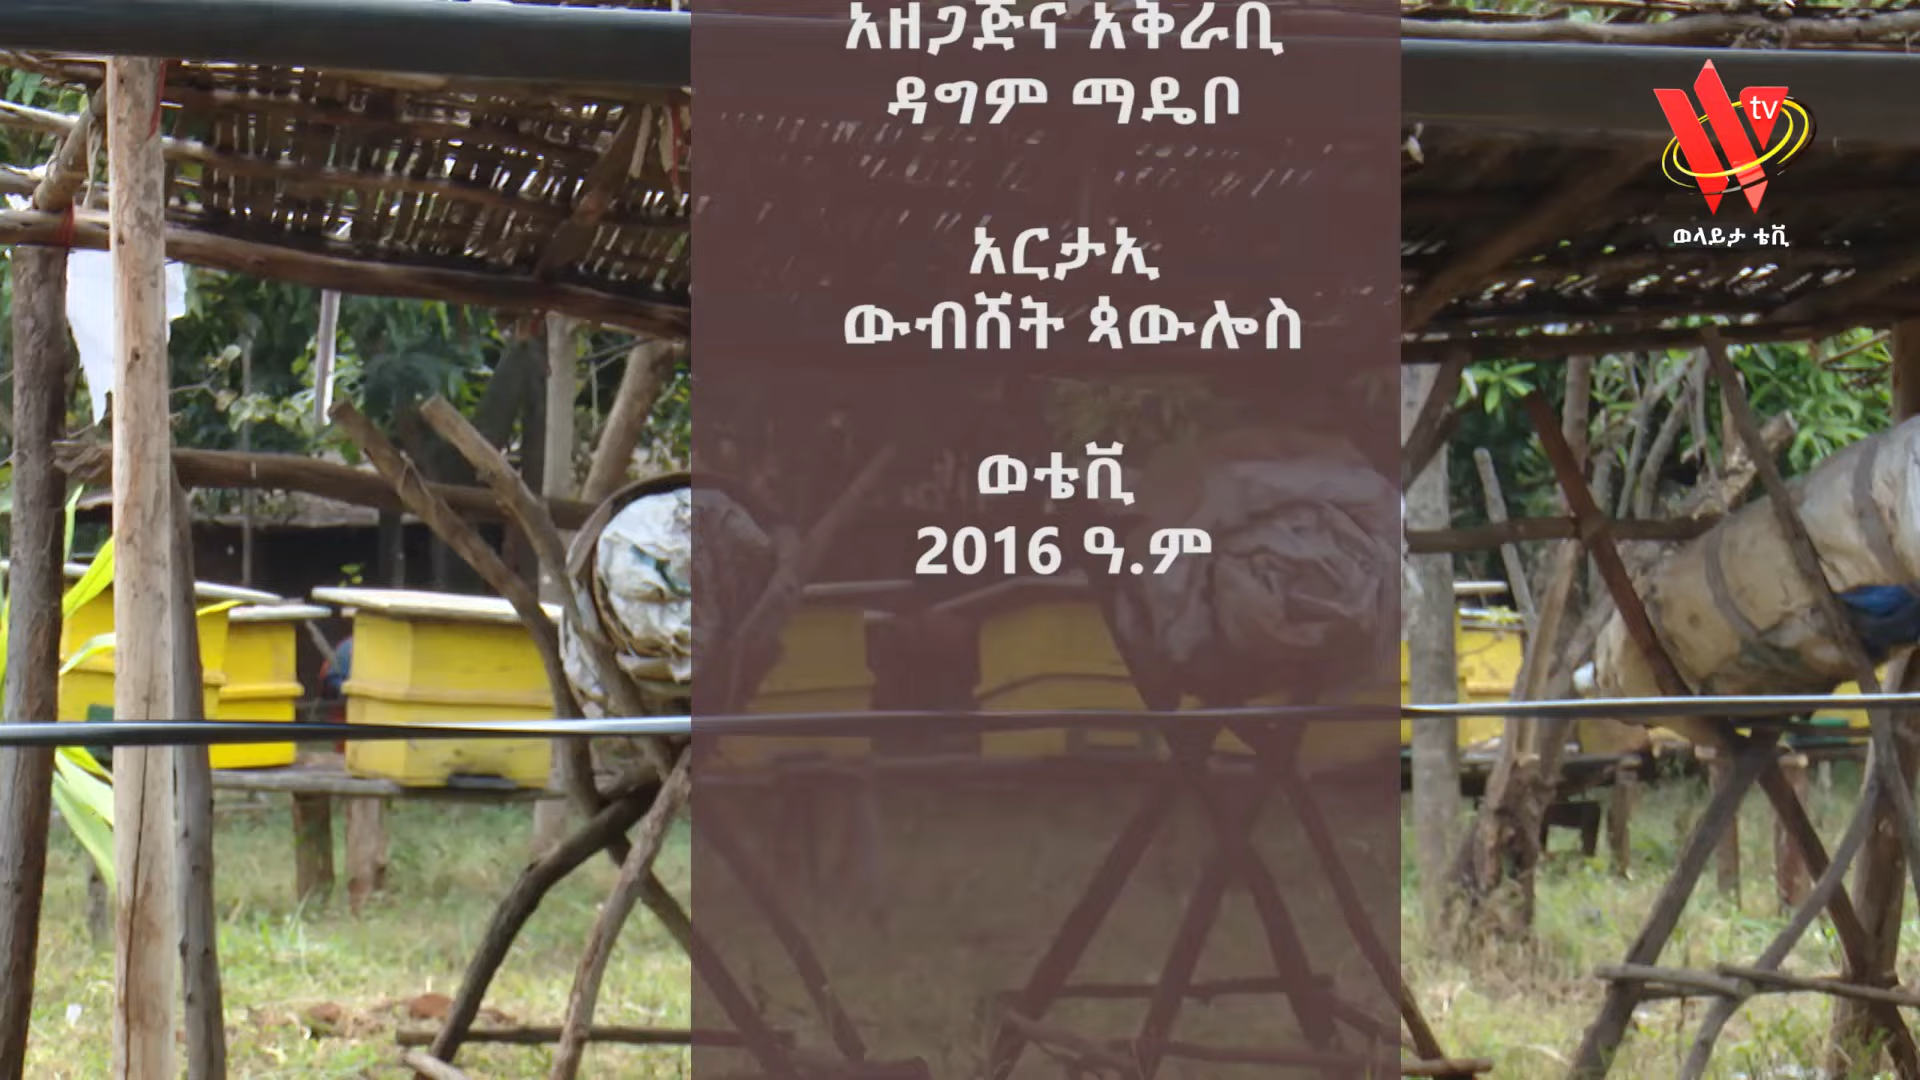 አዘጋጅና አቅራቢ
ዳግም ማዴቦ
አርታኢ
ውብሸት ጳውሎስ
ወቴቪ
2016 ዓ.ም
tv
ወላይታ ቴቪ